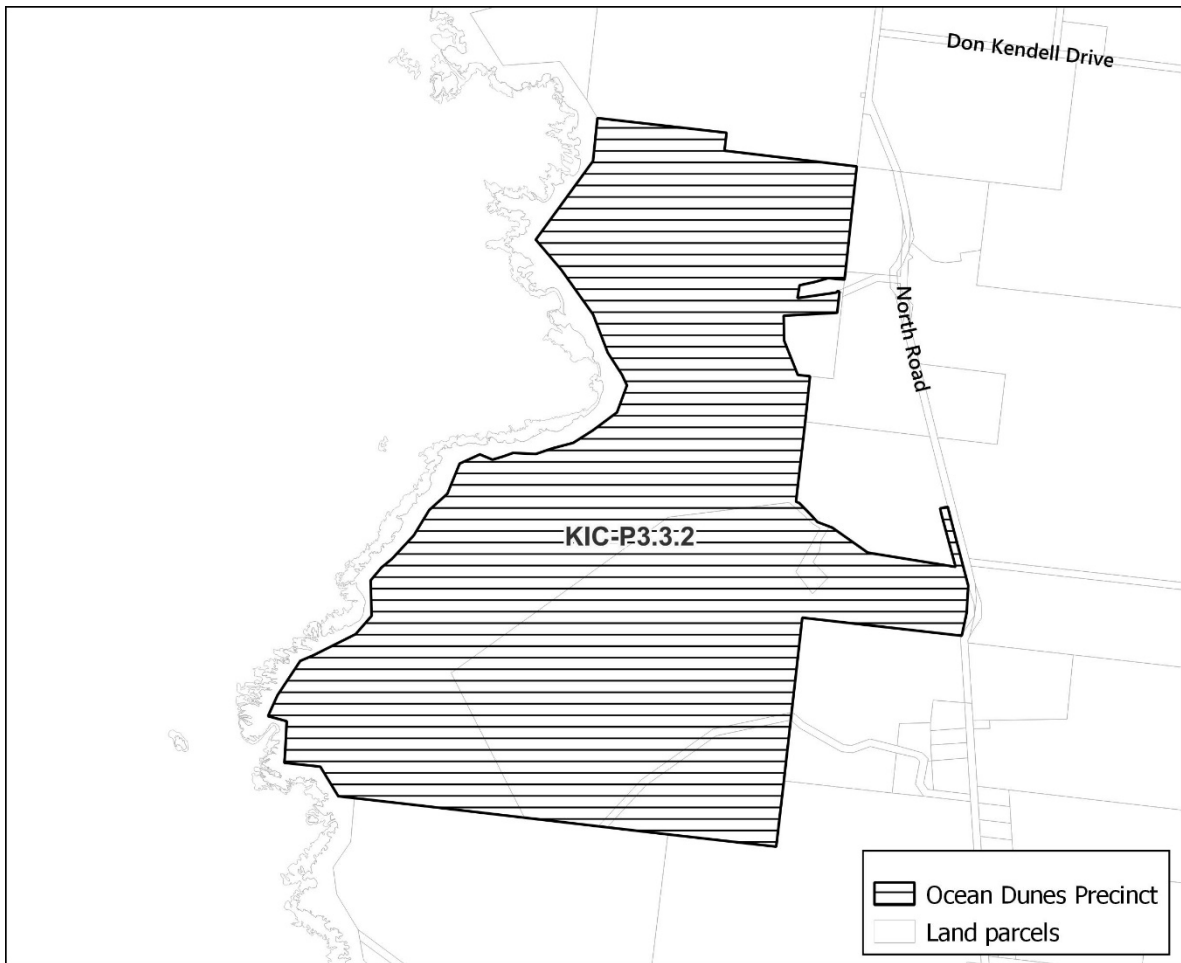 Don Kendell Drive
North Road
KIC-P3.3.2
Ocean Dunes Precinct
Land parcels